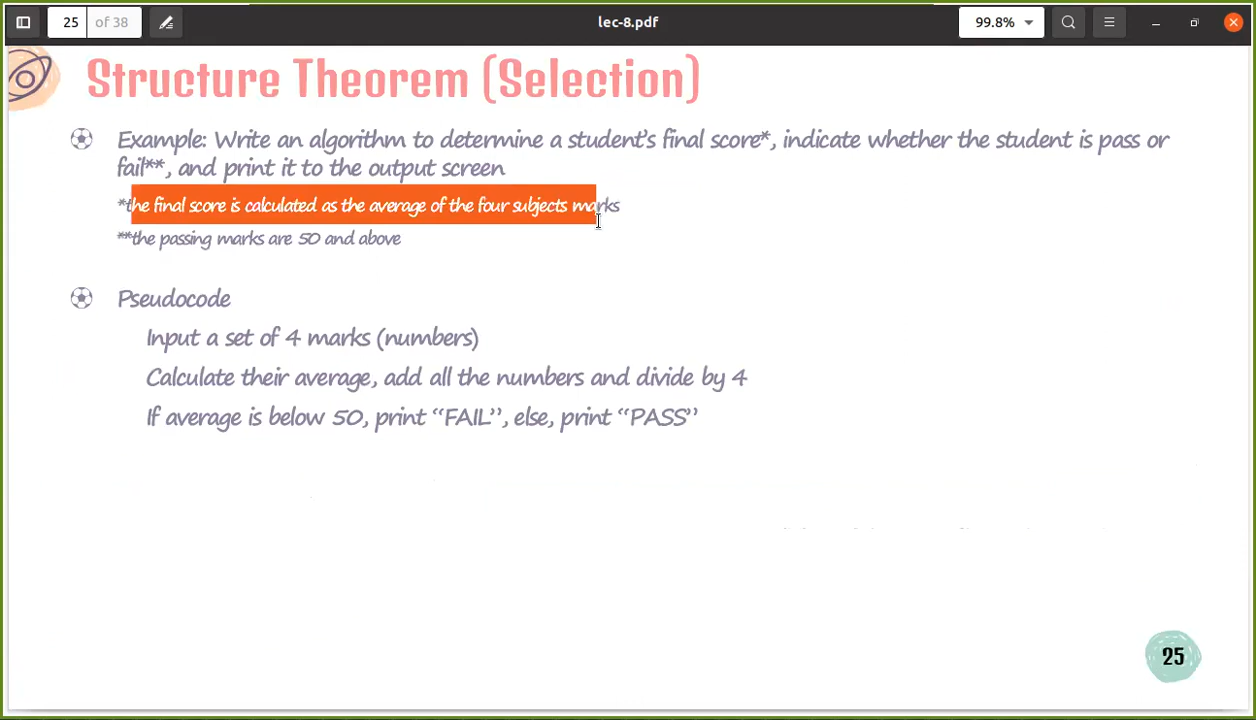 25 of 38
lec-8.pdf
99.8%
Structure Theorem (Selection)
Example: Write an algorithm to determine a student's final score*, indicate whether the student is pass or
fail**, and print it to the output screen
*the final score is calculated as the average of the four subjects marks
**the passing marks are 50 and above
Pseudocode
Input a set of 4 marks (numbers)
Calculate their average, add all the numbers and divide by 4
If average is below 50, print “FAIL”, else, print “PASS”
25